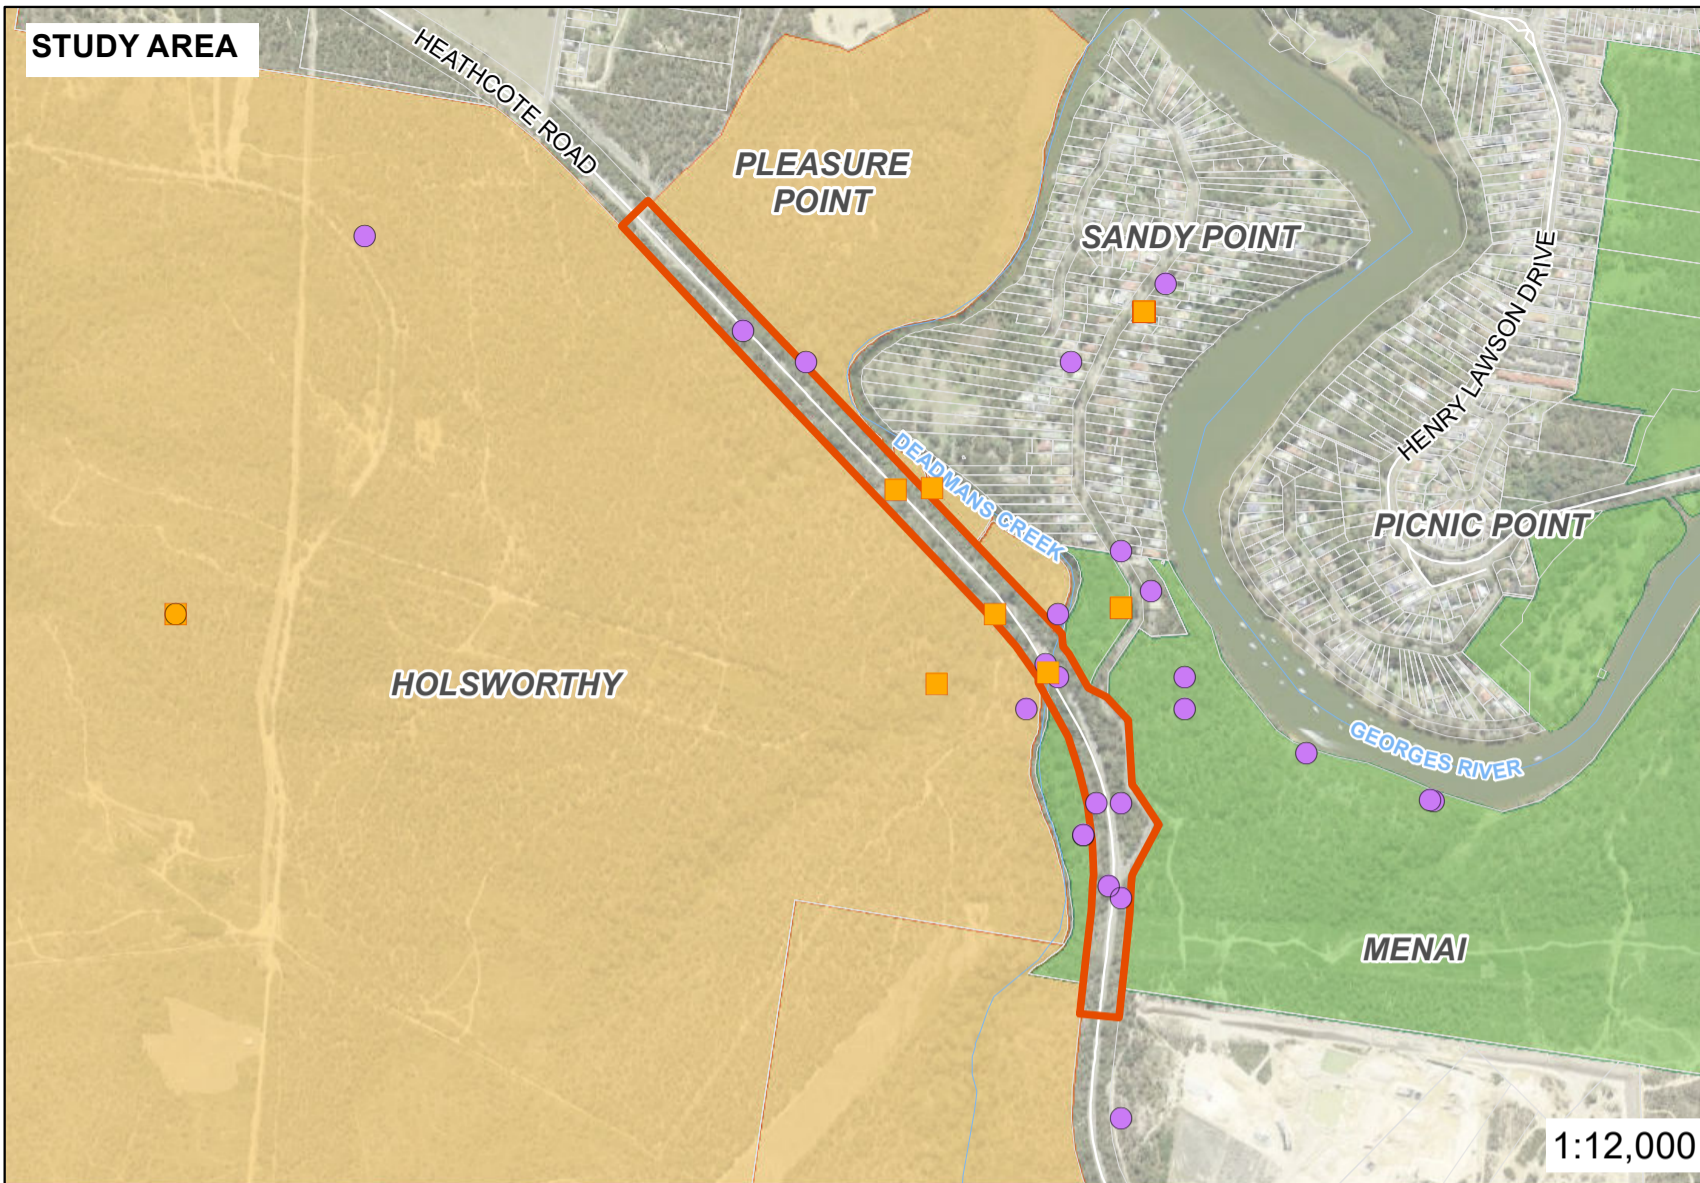 STUDY AREA
HEATHCOTE ROAD
PLEASURE
POINT
SANDY POINT
HENRY LAWSON DRIVE
DEADMANS CREEK
PICNIC POINT
HOLSWORTHY
GEORGES RIVER
MENAI
1:12,000